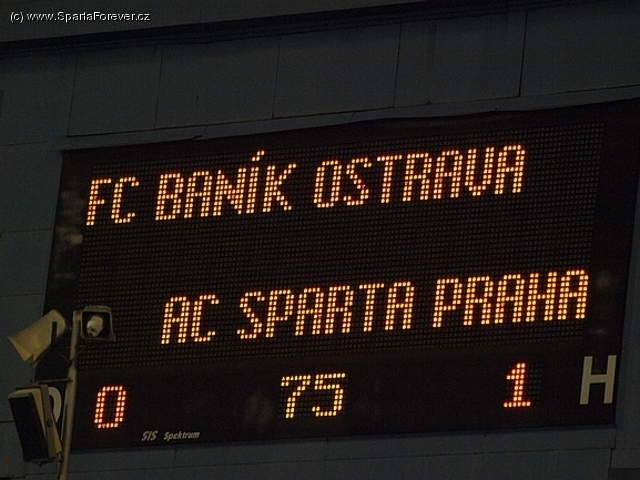 (c) www.SpartaForever.cz
FC BANÍK OSTRAVA
AC SPARTA PRAHA
0 75 1 H
SIS Spektrum